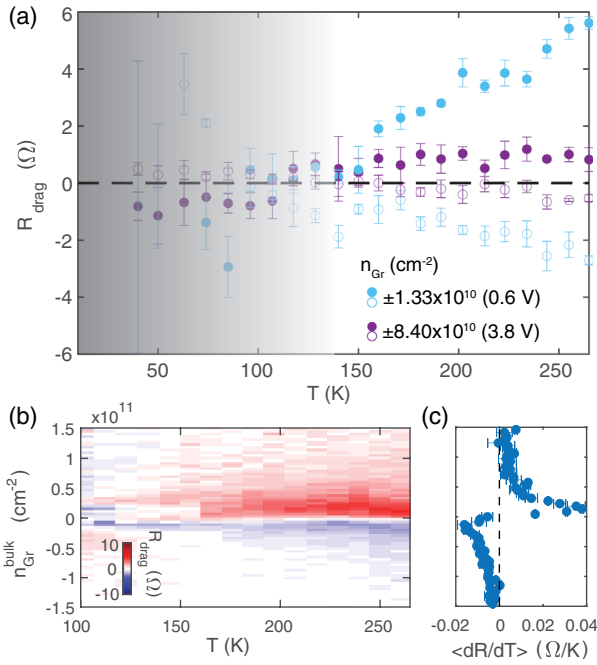 (a)
6
4
2
0
-2
-4
-6
R drag (Ω)
n Gr (cm-2)
±1.33x10 10 (0.6 V)
±8.40x10 10 (3.8 V)
50 100 150 200 250
T (K)
(b)
x10 11
1.5
1.0
0.5
0
-0.5
-1.0
-1.5
n Gr bulk (cm-2)
10
0
-10
R drag (Ω)
100 150 200 250
T (K)
(c)
-0.02 0 0.02 0.04
<dR/dT> (Ω/K)